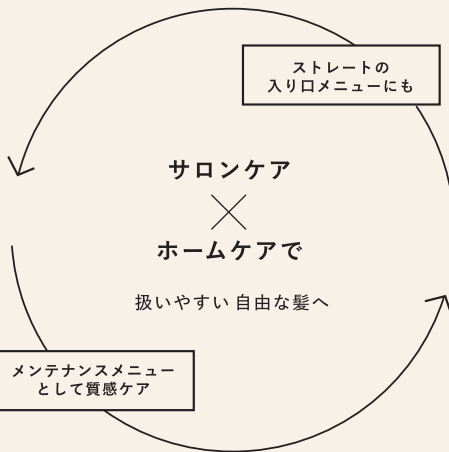 ストレートの
入り口メニューにも
サロンケア
×
ホームケアで
扱いやすい 自由な髪へ
メンテナンスメニュー
として質感ケア